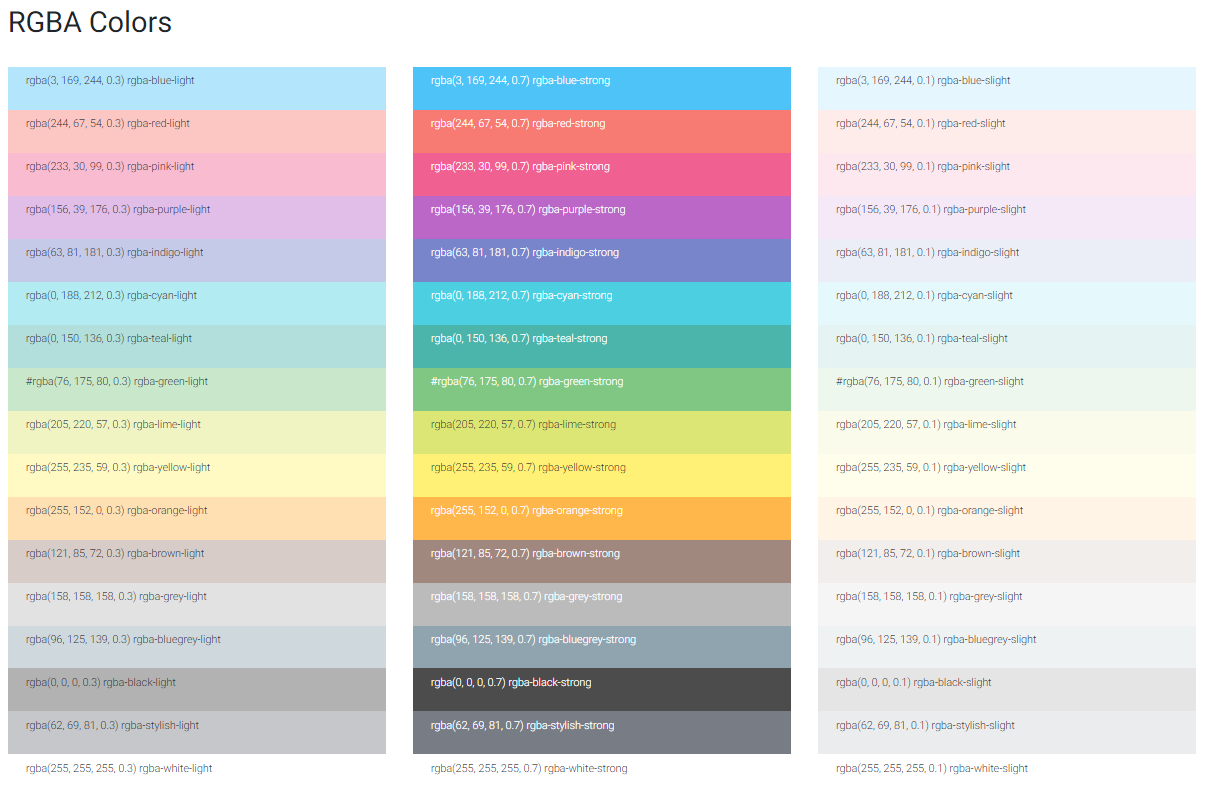 RGBA Colors
rgba(3, 169, 244, 0.3) rgba-blue-light
rgba(244, 67, 54, 0.3) rgba-red-light
rgba(233, 30, 99, 0.3) rgba-pink-light
rgba(156, 39, 176, 0.3) rgba-purple-light
rgba(63, 81, 181, 0.3) rgba-indigo-light
rgba(0, 188, 212, 0.3) rgba-cyan-light
rgba(0, 150, 136, 0.3) rgba-teal-light
#rgba(76, 175, 80, 0.3) rgba-green-light
rgba(205, 220, 57, 0.3) rgba-lime-light
rgba(255, 235, 59, 0.3) rgba-yellow-light
rgba(255, 152, 0, 0.3) rgba-orange-light
rgba(121, 85, 72, 0.3) rgba-brown-light
rgba(158, 158, 158, 0.3) rgba-grey-light
rgba(96, 125, 139, 0.3) rgba-bluegrey-light
rgba(0, 0, 0, 0.3) rgba-black-light
rgba(62, 69, 81, 0.3) rgba-stylish-light
rgba(255, 255, 255, 0.3) rgba-white-light
rgba(3, 169, 244, 0.7) rgba-blue-strong
rgba(244, 67, 54, 0.7) rgba-red-strong
rgba(233, 30, 99, 0.7) rgba-pink-strong
rgba(156, 39, 176, 0.7) rgba-purple-strong
rgba(63, 81, 181, 0.7) rgba-indigo-strong
rgba(0, 188, 212, 0.7) rgba-cyan-strong
rgba(0, 150, 136, 0.7) rgba-teal-strong
#rgba(76, 175, 80, 0.7) rgba-green-strong
rgba(205, 220, 57, 0.7) rgba-lime-strong
rgba(255, 235, 59, 0.7) rgba-yellow-strong
rgba(255, 152, 0, 0.7) rgba-orange-strong
rgba(121, 85, 72, 0.7) rgba-brown-strong
rgba(158, 158, 158, 0.7) rgba-grey-strong
rgba(96, 125, 139, 0.7) rgba-bluegrey-strong
rgba(0, 0, 0, 0.7) rgba-black-strong
rgba(62, 69, 81, 0.7) rgba-stylish-strong
rgba(255, 255, 255, 0.7) rgba-white-strong
rgba(3, 169, 244, 0.1) rgba-blue-slight
rgba(244, 67, 54, 0.1) rgba-red-slight
rgba(233, 30, 99, 0.1) rgba-pink-slight
rgba(156, 39, 176, 0.1) rgba-purple-slight
rgba(63, 81, 181, 0.1) rgba-indigo-slight
rgba(0, 188, 212, 0.1) rgba-cyan-slight
rgba(0, 150, 136, 0.1) rgba-teal-slight
#rgba(76, 175, 80, 0.1) rgba-green-slight
rgba(205, 220, 57, 0.1) rgba-lime-slight
rgba(255, 235, 59, 0.1) rgba-yellow-slight
rgba(255, 152, 0, 0.1) rgba-orange-slight
rgba(121, 85, 72, 0.1) rgba-brown-slight
rgba(158, 158, 158, 0.1) rgba-grey-slight
rgba(96, 125, 139, 0.1) rgba-bluegrey-slight
rgba(0, 0, 0, 0.1) rgba-black-slight
rgba(62, 69, 81, 0.1) rgba-stylish-slight
rgba(255, 255, 255, 0.1) rgba-white-slight